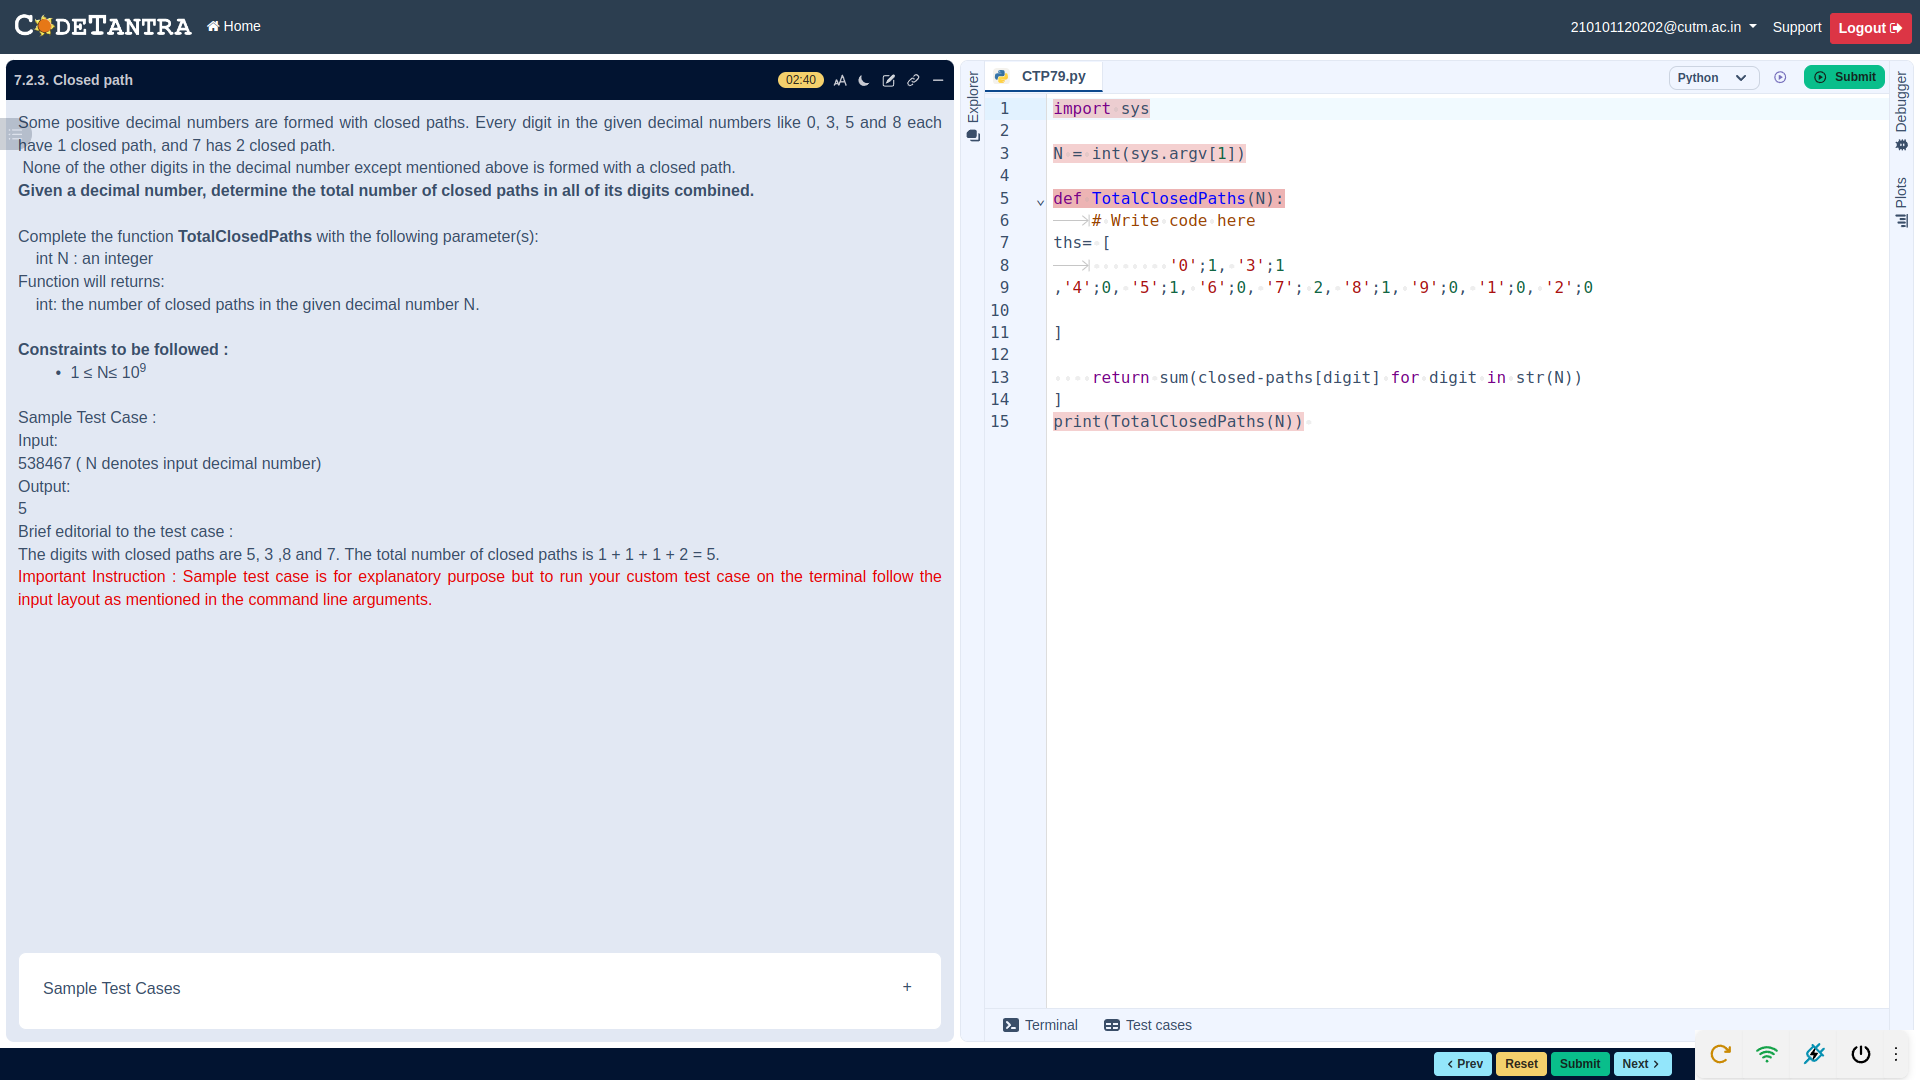 CODETANTRA Home 210101120202@cutm.ac.in Support Logout
7.2.3. Closed path 02:40
Some positive decimal numbers are formed with closed paths. Every digit in the given decimal numbers like 0, 3, 5 and 8 each
have 1 closed path, and 7 has 2 closed path.
None of the other digits in the decimal number except mentioned above is formed with a closed path.
Given a decimal number, determine the total number of closed paths in all of its digits combined.
Complete the function TotalClosedPaths with the following parameter(s):
int N : an integer
Function will returns:
int: the number of closed paths in the given decimal number N.
Constraints to be followed :
• 1 ≤ N≤ 10⁹
Sample Test Case :
Input:
538467 ( N denotes input decimal number)
Output:
5
Brief editorial to the test case :
The digits with closed paths are 5, 3 ,8 and 7. The total number of closed paths is 1 + 1 + 1 + 2 = 5.
Important Instruction : Sample test case is for explanatory purpose but to run your custom test case on the terminal follow the
input layout as mentioned in the command line arguments.
Sample Test Cases +
Explorer
CTP79.py Python Submit
1 import sys
2
3 N = int(sys.argv[1])
4
5 def TotalClosedPaths(N):
6 # Write code here
7 ths= [
8 '0';1, '3';1
9 ,'4';0, '5';1, '6';0, '7'; 2, '8';1, '9';0, '1';0, '2';0
10
11 ]
12
13 return sum(closed-paths[digit] for digit in str(N))
14 ]
15 print(TotalClosedPaths(N))
Debugger
Plots
Terminal Test cases
Prev Reset Submit Next